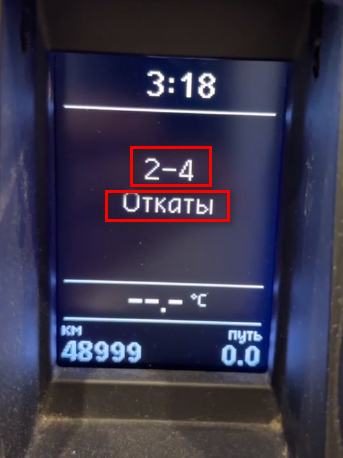 3:18
2-4
Откаты
--.- °C
км путь
48999 0.0